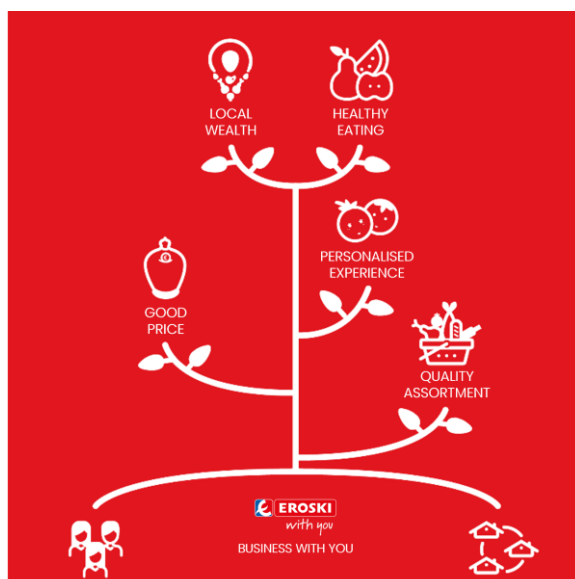 LOCAL
WEALTH
HEALTHY
EATING
PERSONALISED
EXPERIENCE
GOOD
PRICE
QUALITY
ASSORTMENT
EROSKI
with you
BUSINESS WITH YOU